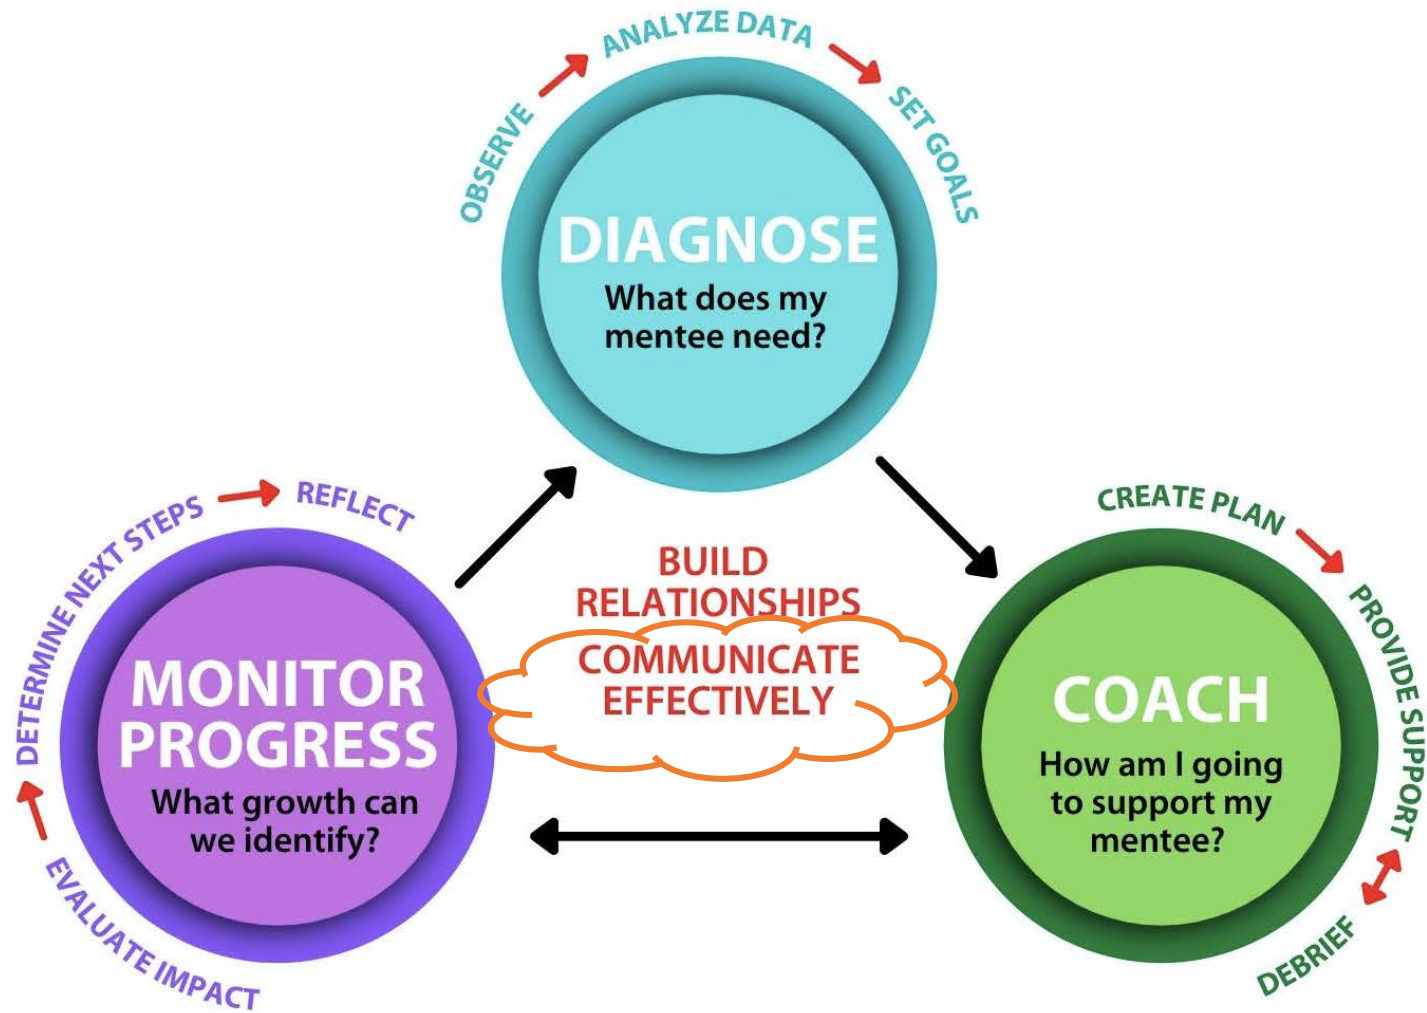 OBSERVE
ANALYZE DATA
SET GOALS
DIAGNOSE
What does my
mentee need?
BUILD
RELATIONSHIPS
COMMUNICATE
EFFECTIVELY
CREATE PLAN
PROVIDE SUPPORT
DEBRIEF
COACH
How am I going
to support my
mentee?
EVALUATE IMPACT
DETERMINE NEXT STEPS
REFLECT
MONITOR
PROGRESS
What growth can
we identify?